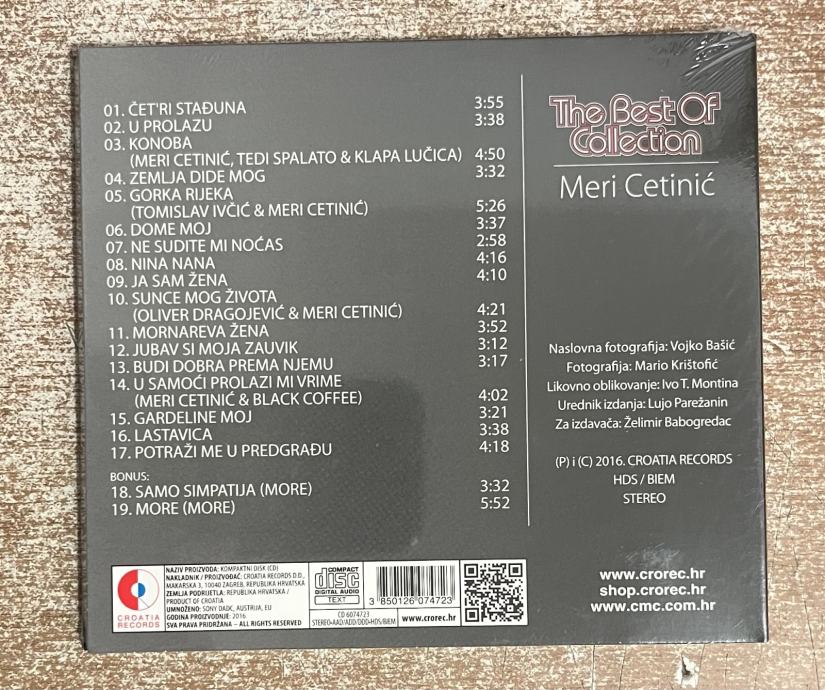 01. ČET'RI STAĐUNA 3:55
02. U PROLAZU 3:38
03. KONOBA
(MERI CETINIĆ, TEDI SPALATO & KLAPA LUČICA) 4:50
04. ZEMLJA DIDE MOG 3:32
05. GORKA RIJEKA
(TOMISLAV IVČIĆ & MERI CETINIĆ) 5:26
06. DOME MOJ 3:37
07. NE SUDITE MI NOĆAS 2:58
08. NINA NANA 4:16
09. JA SAM ŽENA 4:10
10. SUNCE MOG ŽIVOTA
(OLIVER DRAGOJEVIĆ & MERI CETINIĆ) 4:21
11. MORNAREVA ŽENA 3:52
12. JUBAV SI MOJA ZAUVIK 3:12
13. BUDI DOBRA PREMA NJEMU 3:17
14. U SAMOĆI PROLAZI MI VRIME
(MERI CETINIĆ & BLACK COFFEE) 4:02
15. GARDELINE MOJ 3:21
16. LASTAVICA 3:38
17. POTRAŽI ME U PREDGRAĐU 4:18
BONUS:
18. SAMO SIMPATIJA (MORE) 3:32
19. MORE (MORE) 5:52
The Best Of
Collection
Meri Cetinić
Naslovna fotografija: Vojko Bašić
Fotografija: Mario Krištofić
Likovno oblikovanje: Ivo T. Montina
Urednik izdanja: Lujo Parežanin
Za izdavača: Želimir Babogredac
(P) i (C) 2016. CROATIA RECORDS
HDS / BIEM
STEREO
www.crorec.hr
shop.crorec.hr
www.cmc.com.hr
CROATIA
RECORDS
NAZIV PROIZVODA: KOMPAKTNI DISK (CD)
NAKLADNIK / PROIZVOĐAČ: CROATIA RECORDS D.D.,
MAKARSKA 3, 10040 ZAGREB, REPUBLIKA HRVATSKA
ZEMLJA PODRIJETLA: REPUBLIKA HRVATSKA /
PRODUCT OF CROATIA
UMNOŽENO: SONY DADC, AUSTRIJA, EU
GODINA PROIZVODNJE: 2016
SVA PRAVA PRIDRŽANA – ALL RIGHTS RESERVED
COMPACT
disc
DIGITAL AUDIO
TEXT
3 850126 074723
CD 6074723
STEREO-AAD/ADD/DDD-HDS/BIEM
www.crorec.hr